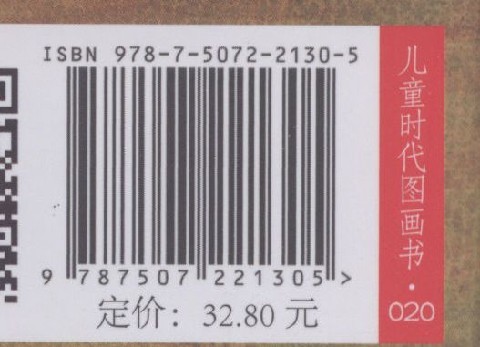 ISBN 978-7-5072-2130-5
9 787507 221305 >
定价：32.80 元
儿童时代图画书·
020